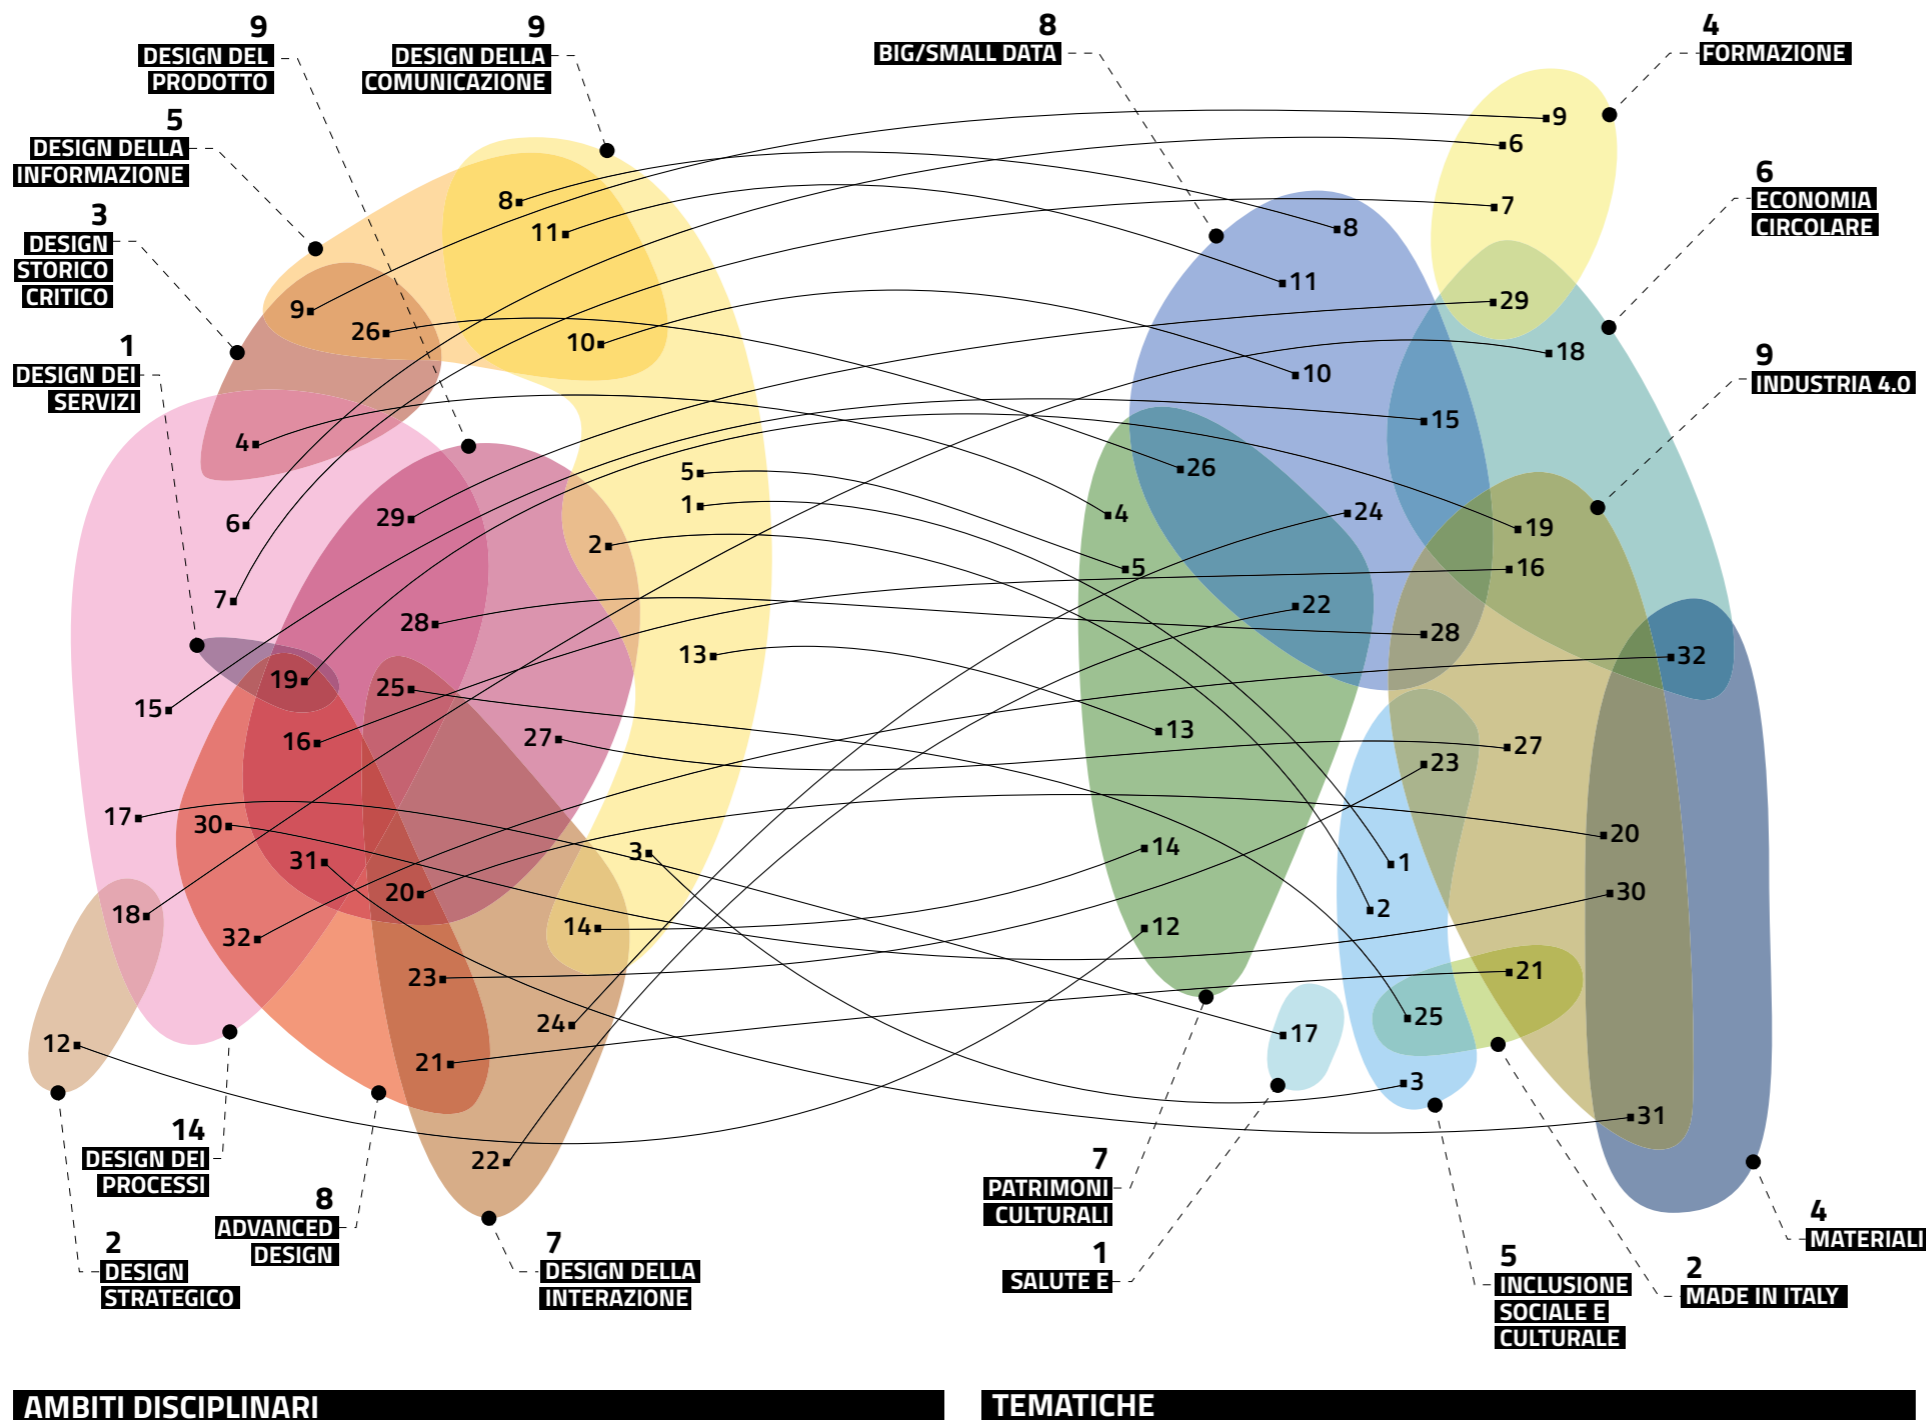 9
DESIGN DEL
PRODOTTO
9
DESIGN DELLA
COMUNICAZIONE
5
DESIGN DELLA
INFORMAZIONE
3
DESIGN
STORICO
CRITICO
1
DESIGN DEI
SERVIZI
8
11
9
26
10
4
5
1
29
6
2
7
28
13
19
25
15
16
27
17
30
3
31
20
18
14
32
23
24
12
21
22
14
DESIGN DEI
PROCESSI
8
ADVANCED
DESIGN
2
DESIGN
STRATEGICO
7
DESIGN DELLA
INTERAZIONE
AMBITI DISCIPLINARI
8
BIG/SMALL DATA
4
FORMAZIONE
6
ECONOMIA
CIRCOLARE
9
INDUSTRIA 4.0
9
6
7
8
11
29
18
10
15
26
4
24
19
5
16
22
28
32
13
27
23
20
14
1
30
2
12
21
25
17
3
31
7
PATRIMONI
CULTURALI
1
SALUTE E
5
INCLUSIONE
SOCIALE E
CULTURALE
2
MADE IN ITALY
4
MATERIALI
TEMATICHE